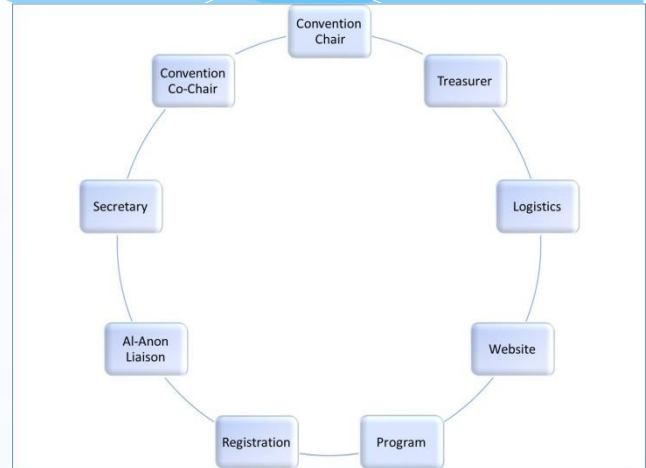 Convention
Chair
Treasurer
Logistics
Website
Program
Registration
Al-Anon
Liaison
Secretary
Convention
Co-Chair